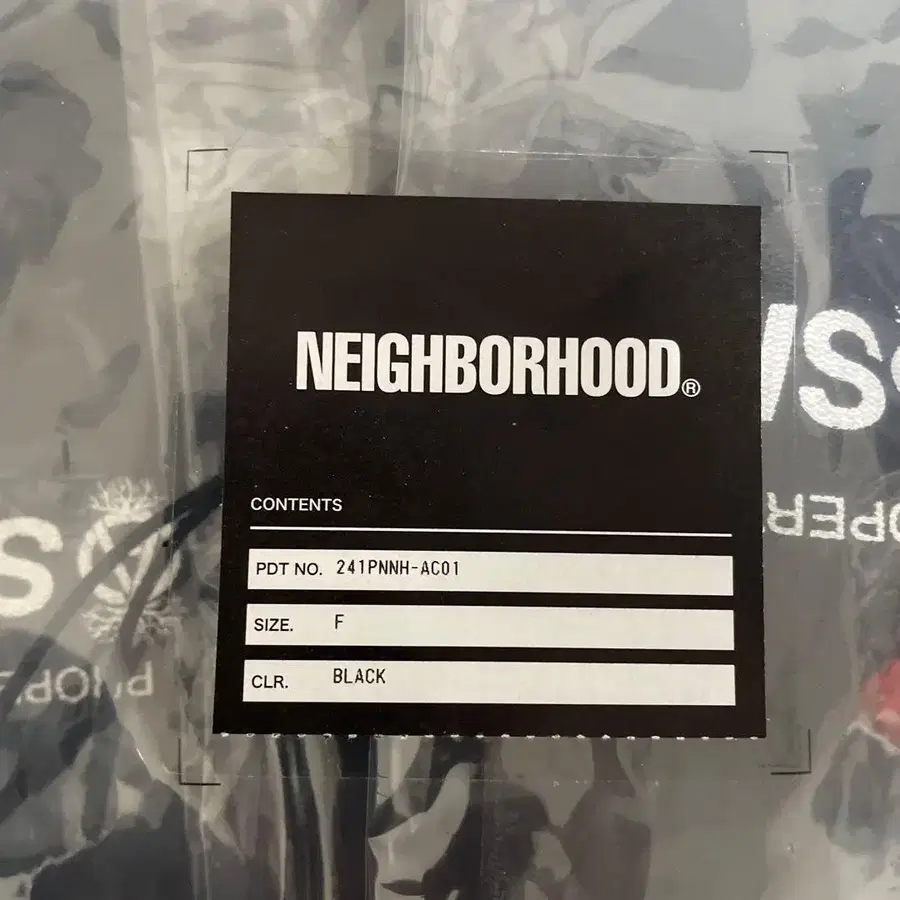 NEIGHBORHOOD®
CONTENTS
PDT NO. 241PNNH-AC01
SIZE. F
CLR. BLACK